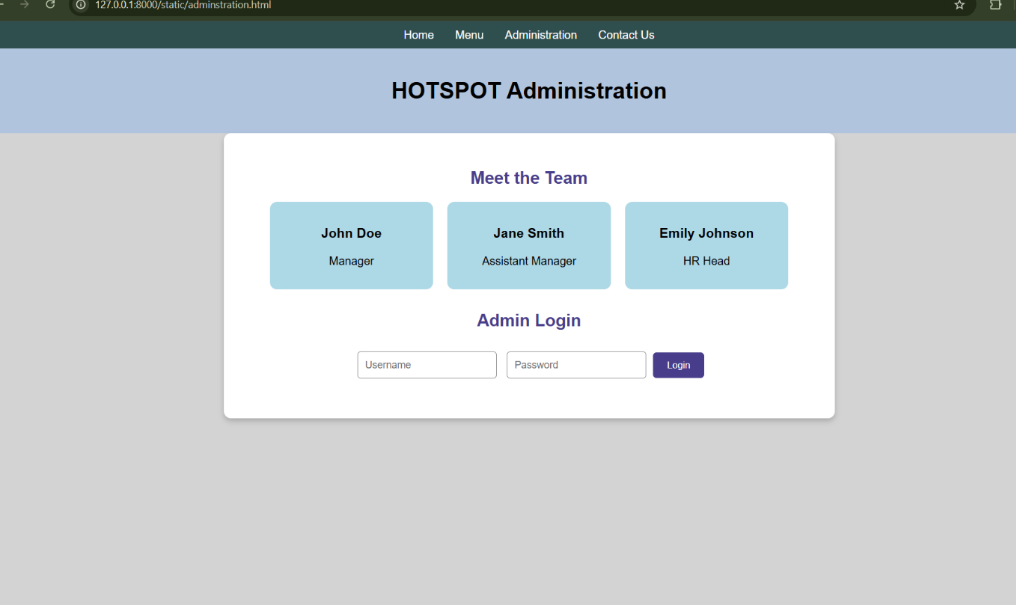 127.0.0.1:8000/static/adminstration.html
Home Menu Administration Contact Us
HOTSPOT Administration
Meet the Team
John Doe Jane Smith Emily Johnson
Manager Assistant Manager HR Head
Admin Login
Username Password Login